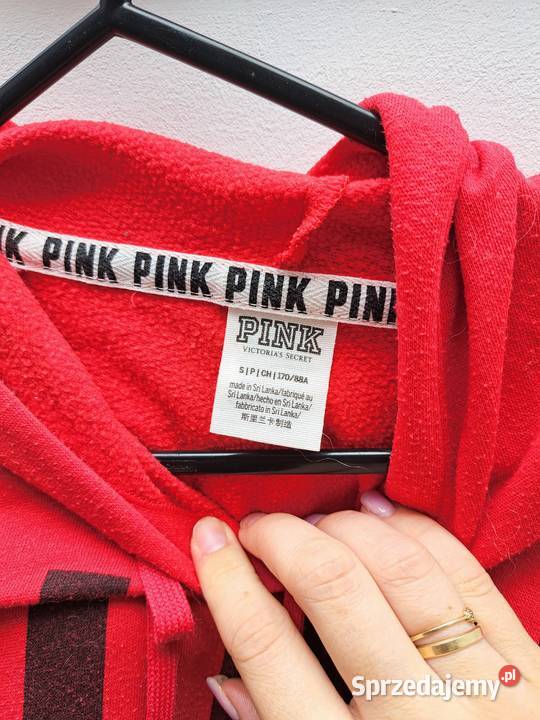 PINK PINK PINK PINK
PINK
VICTORIA'S SECRET
S | P | CH | 170/88A
made in Sri Lanka/fabriqué au
Sri Lanka/hecho en Sri Lanka/
fabbricato in Sri Lanka/
斯里兰卡制造
Sprzedajemy.pl